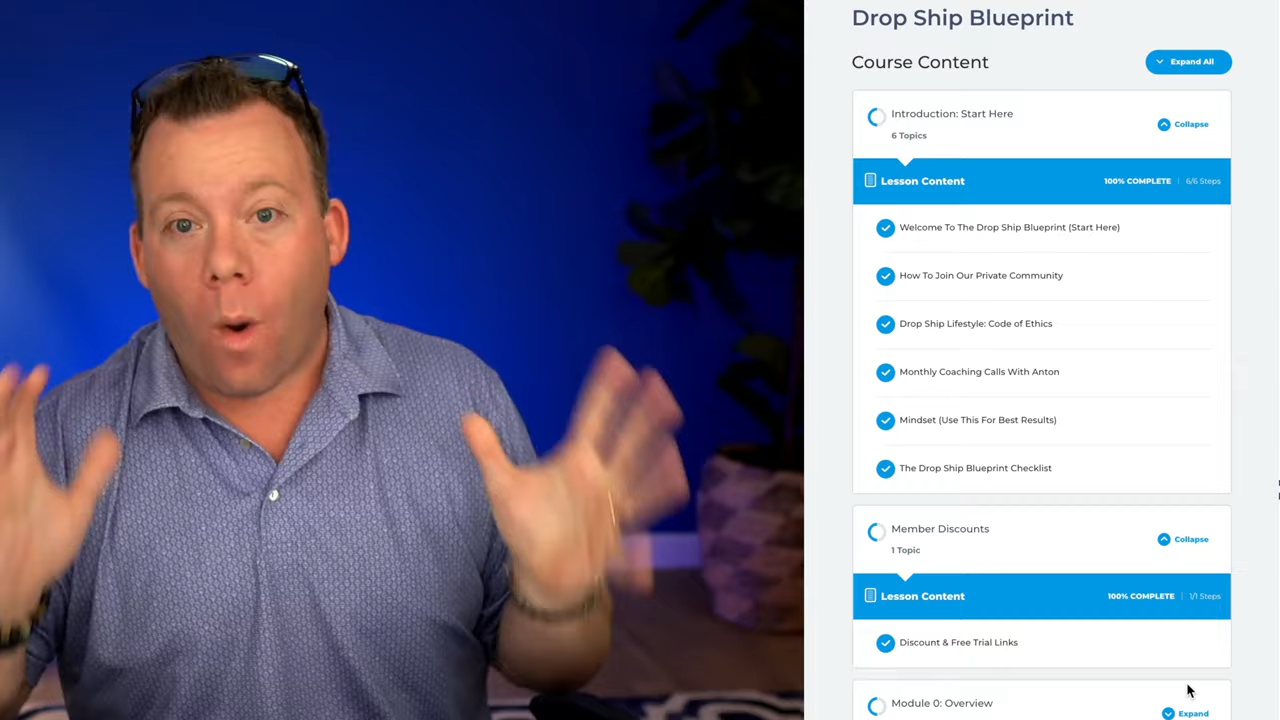 Drop Ship Blueprint
Course Content
Expand All
Introduction: Start Here
Collapse
6 Topics
Lesson Content
100% COMPLETE | 6/6 Steps
Welcome To The Drop Ship Blueprint (Start Here)
How To Join Our Private Community
Drop Ship Lifestyle: Code of Ethics
Monthly Coaching Calls With Anton
Mindset (Use This For Best Results)
The Drop Ship Blueprint Checklist
Member Discounts
Collapse
1 Topic
Lesson Content
100% COMPLETE | 1/1 Steps
Discount & Free Trial Links
Module 0: Overview
Expand